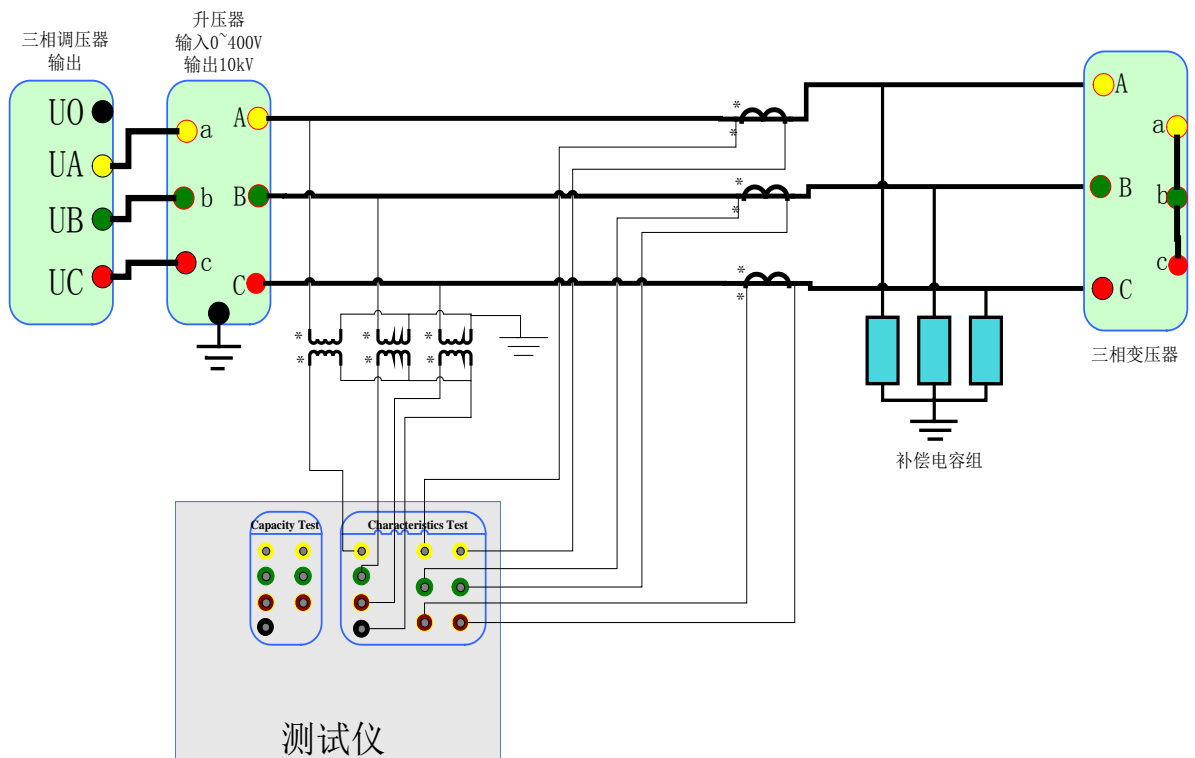 三相调压器
输出
UO
UA
UB
UC
升压器
输入0~400V
输出10kV
a
b
c
A
B
C
*
*
*
*
*
*
*
*
*
*
*
*
A
B
C
a
b
c
三相变压器
补偿电容组
Capacity Test
Characteristics Test
测试仪